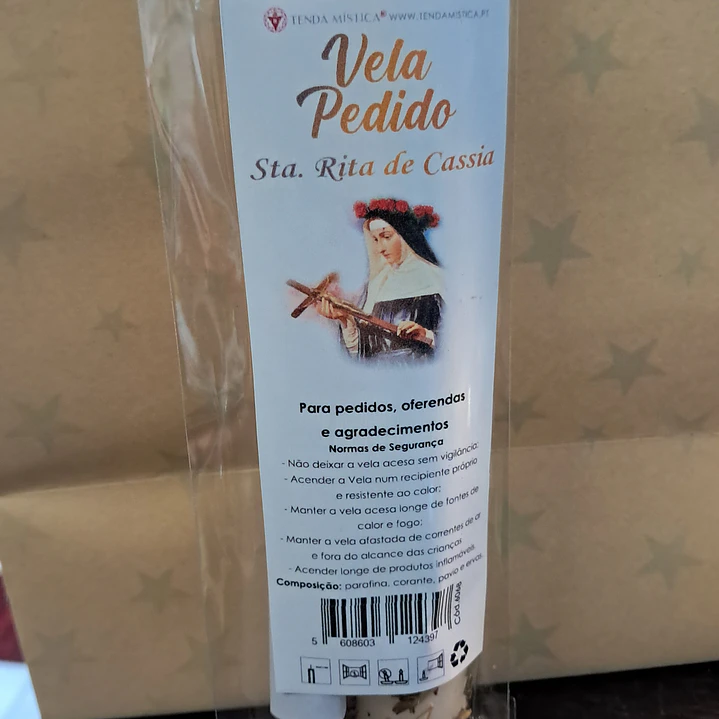 TENDA MÍSTICA® WWW.TENDAMISTICA.PT
Vela
Pedido
Sta. Rita de Cassia
Para pedidos, oferendas
e agradecimentos
Normas de Segurança
- Não deixar a vela acesa sem vigilância;
- Acender a Vela num recipiente próprio
e resistente ao calor;
- Manter a vela acesa longe de fontes de
calor e fogo;
- Manter a vela afastada de correntes de ar
e fora do alcance das crianças
- Acender longe de produtos inflamáveis.
Composição: parafina, corante, pavio e ervas.
5 608603 124397